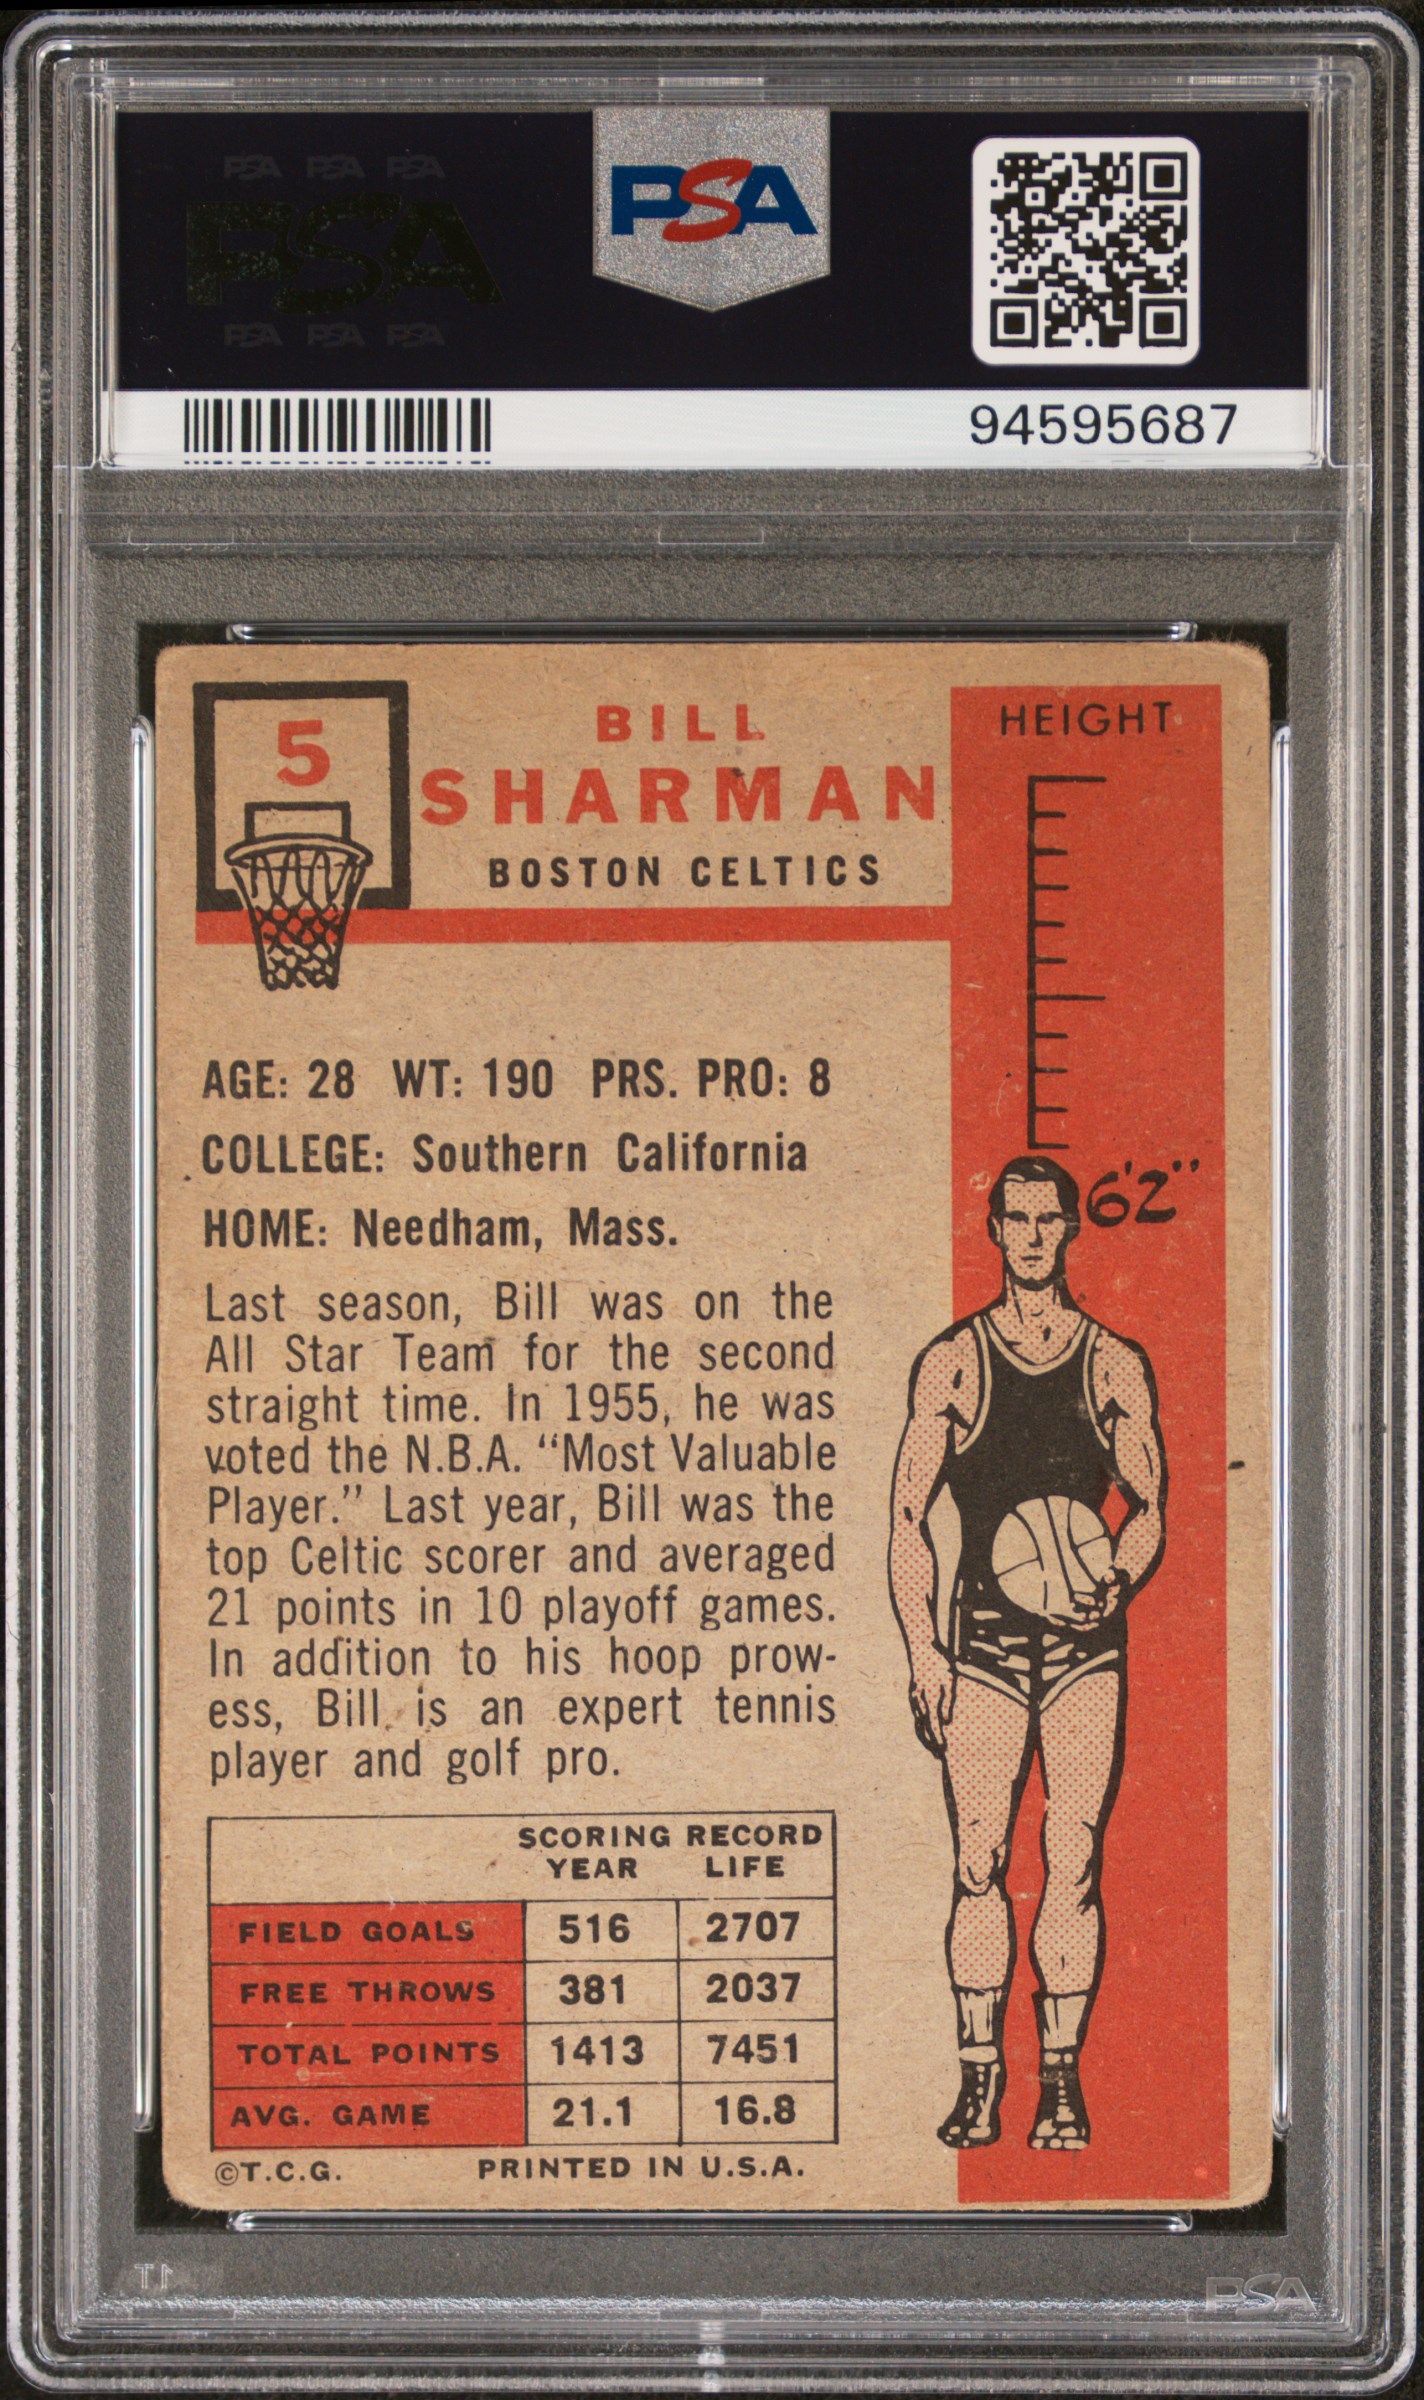 PSA PSA PSA
PSA
PSA PSA PSA
PSA
94595687
5
BILL
SHARMAN
BOSTON CELTICS
HEIGHT
6'2"
AGE: 28 WT: 190 PRS. PRO: 8
COLLEGE: Southern California
HOME: Needham, Mass.
Last season, Bill was on the
All Star Team for the second
straight time. In 1955, he was
voted the N.B.A. “Most Valuable
Player.” Last year, Bill was the
top Celtic scorer and averaged
21 points in 10 playoff games.
In addition to his hoop prow-
ess, Bill is an expert tennis
player and golf pro.
SCORING RECORD
YEAR LIFE
FIELD GOALS 516 2707
FREE THROWS 381 2037
TOTAL POINTS 1413 7451
AVG. GAME 21.1 16.8
©T.C.G. PRINTED IN U.S.A.
PSA